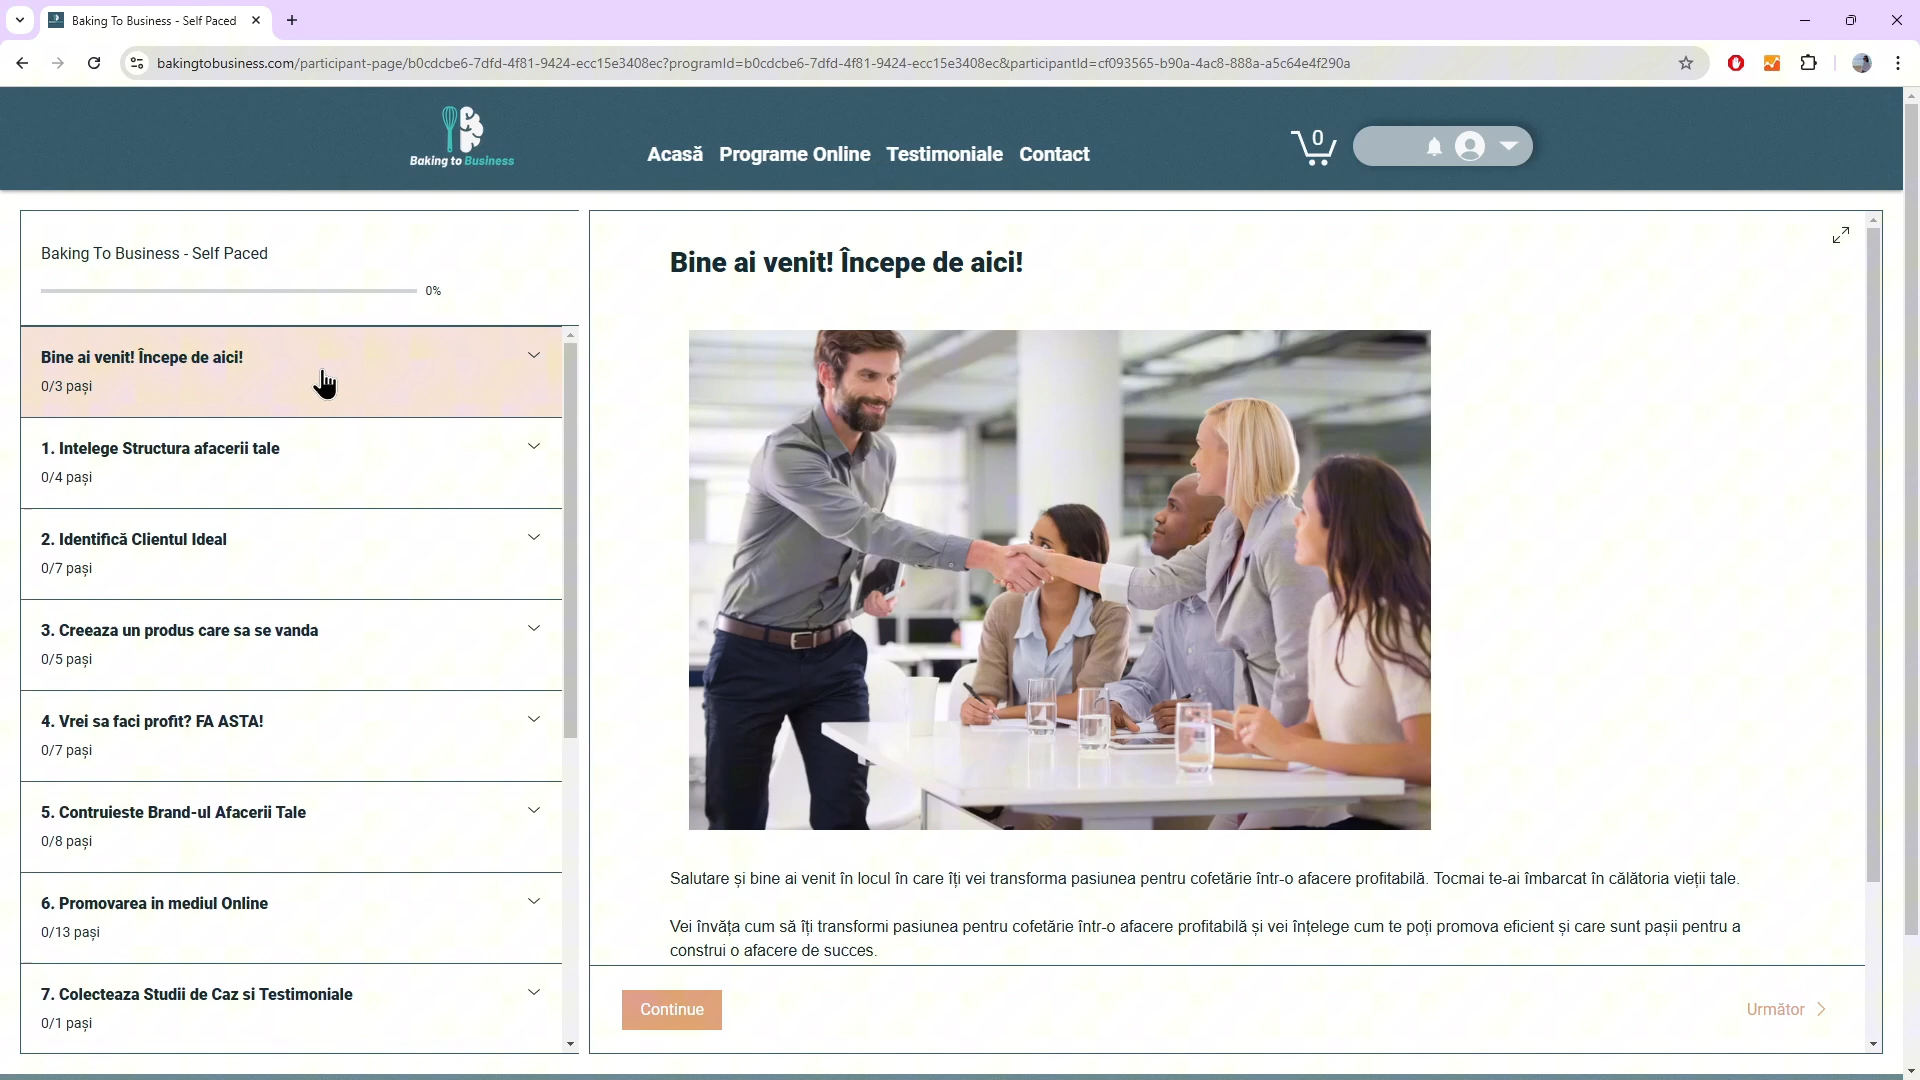 Baking To Business - Self Paced
bakingtobusiness.com/participant-page/b0cdcbe6-7dfd-4f81-9424-ecc15e3408ec?programId=b0cdcbe6-7dfd-4f81-9424-ecc15e3408ec&participantId=cf093565-b90a-4ac8-888a-a5c64e4f290a
Baking to Business
Acasă Programe Online Testimoniale Contact
0
Baking To Business - Self Paced
0%
Bine ai venit! Începe de aici!
0/3 pași
1. Intelege Structura afacerii tale
0/4 pași
2. Identifică Clientul Ideal
0/7 pași
3. Creeaza un produs care sa se vanda
0/5 pași
4. Vrei sa faci profit? FA ASTA!
0/7 pași
5. Contruieste Brand-ul Afacerii Tale
0/8 pași
6. Promovarea in mediul Online
0/13 pași
7. Colecteaza Studii de Caz si Testimoniale
0/1 pași
Bine ai venit! Începe de aici!
Salutare și bine ai venit în locul în care îți vei transforma pasiunea pentru cofetărie într-o afacere profitabilă. Tocmai te-ai îmbarcat în călătoria vieții tale.
Vei învăța cum să îți transformi pasiunea pentru cofetărie într-o afacere profitabilă și vei înțelege cum te poți promova eficient și care sunt pașii pentru a
construi o afacere de succes.
Continue
Următor